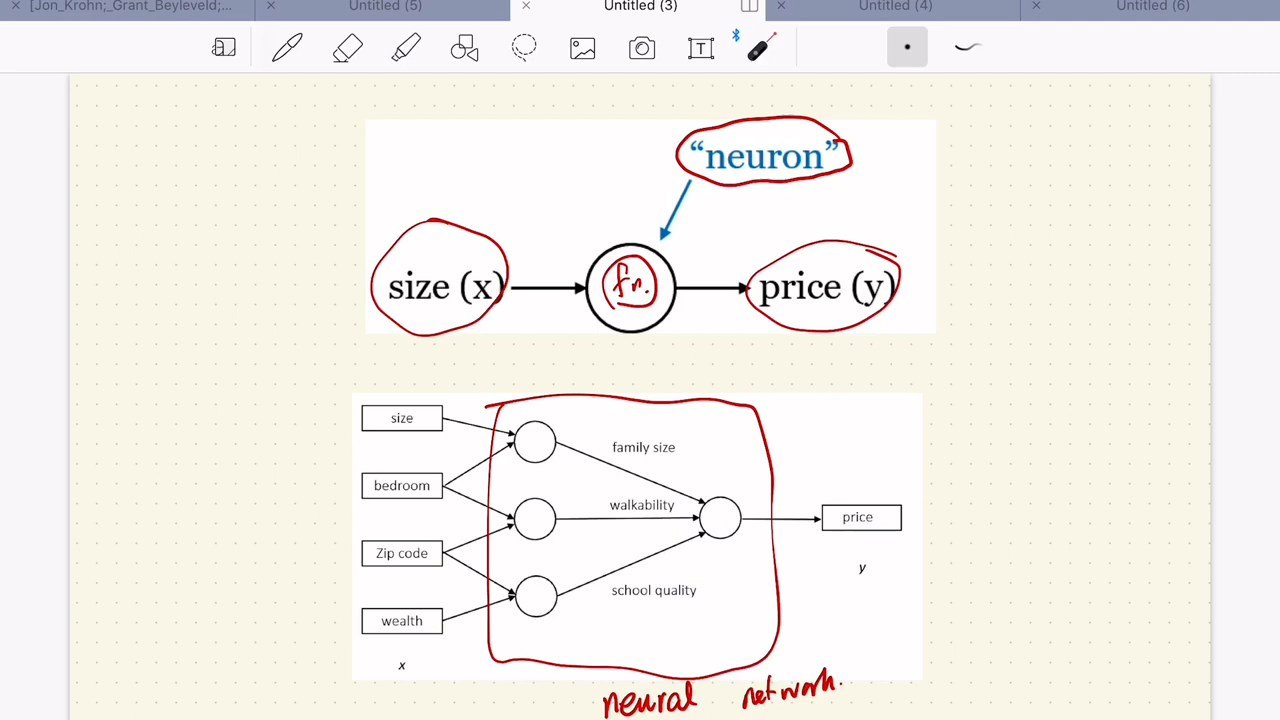 [Jon_Krohn;_Grant_Beyleveld;...
Untitled (5)
Untitled (3)
Untitled (4)
Untitled (6)
T
“neuron”
size (x)
fn.
price (y)
size
family size
bedroom
walkability
price
Zip code
y
school quality
wealth
x
neural network.